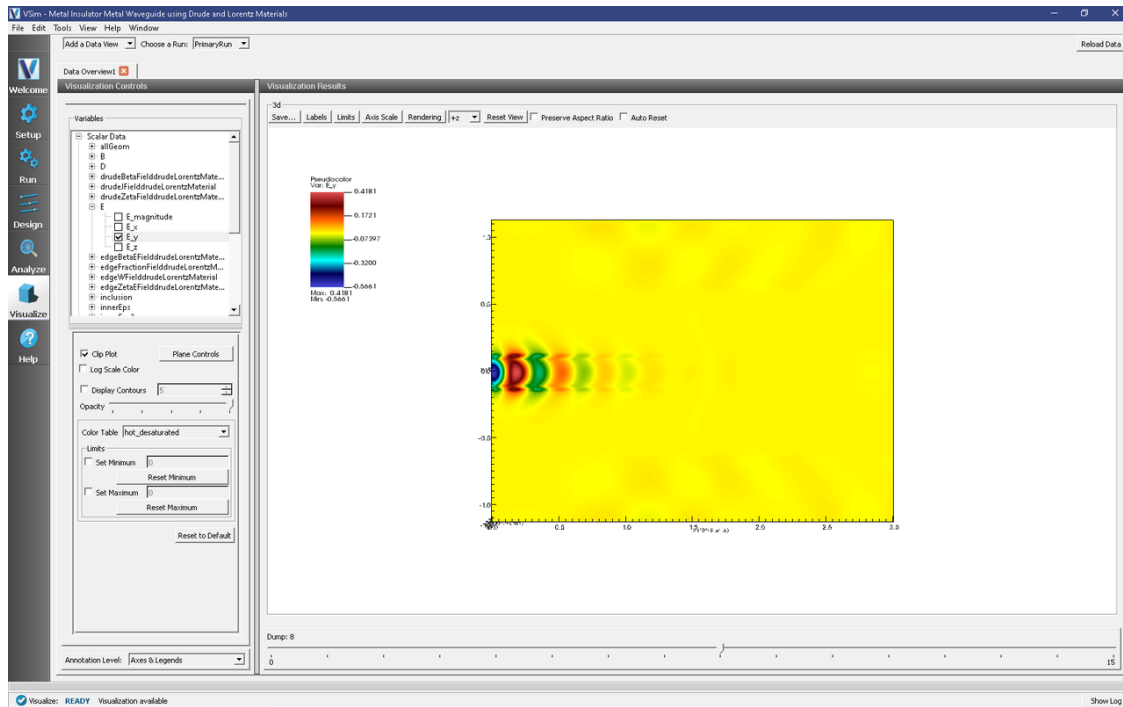 VSim - Metal Insulator Metal Waveguide using Drude and Lorentz Materials
File Edit Tools View Help Window
Add a Data View Choose a Run: PrimaryRun
Reload Data
Welcome
Setup
Run
Design
Analyze
Visualize
Help
Data Overview1
Visualization Controls
Variables
Scalar Data
allGeom
B
D
drudeBetaFielddrudeLorentzMate...
drudeJFielddrudeLorentzMaterial
drudeZetaFielddrudeLorentzMate...
E
E_magnitude
E_x
E_y
E_z
edgeBetaEFielddrudeLorentzMate...
edgeFractionFielddrudeLorentzM...
edgeWFielddrudeLorentzMaterial
edgeZetaEFielddrudeLorentzMate...
inclusion
innerEps
Clip Plot Plane Controls
Log Scale Color
Display Contours 5
Opacity
Color Table hot_desaturated
Limits
Set Minimum 0
Reset Minimum
Set Maximum 0
Reset Maximum
Reset to Default
Annotation Level: Axes & Legends
Visualization Results
3d
Save... Labels Limits Axis Scale Rendering +z Reset View Preserve Aspect Ratio Auto Reset
Pseudocolor
Var: E_y
0.4181
0.1721
-0.07397
-0.3200
-0.5661
Max: 0.4181
Min: -0.5661
0.5
0.0
-0.5
-1.0
0.5 1.0 1.5 2.0 2.5 3.0
Dump: 8
0 15
Visualize: READY Visualization available
Show Log